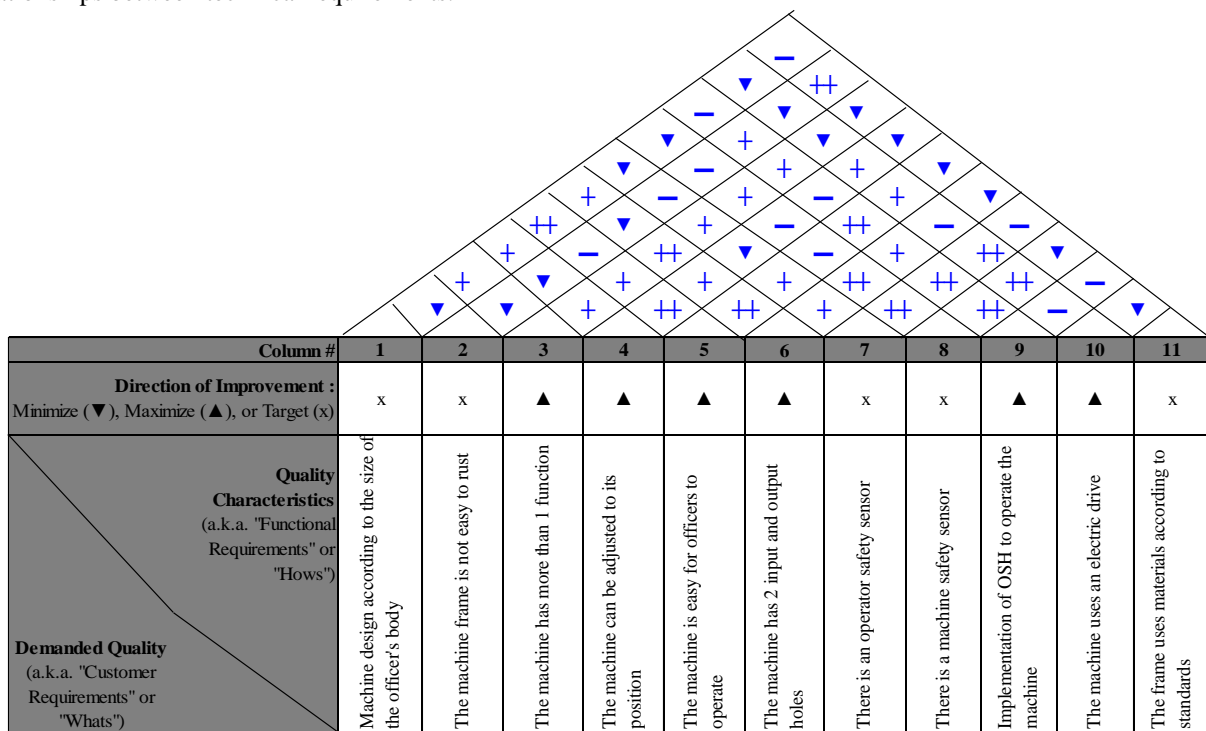 between technical requirements.
−
▼ ++
− ▼ ▼
▼ + ▼ ▼
▼ − + + ▼
+ − + − + ▼
++ ▼ + − ++ − −
+ − ++ ▼ − + ++ ▼
+ ▼ + + + ++ ++ ++ −
▼ ▼ + ++ ++ + ++ ++ − ▼
Column # 1 2 3 4 5 6 7 8 9 10 11
Direction of Improvement :
Minimize (▼), Maximize (▲), or Target (x)
x x ▲ ▲ ▲ ▲ x x ▲ ▲ x
Quality
Characteristics
(a.k.a. "Functional
Requirements" or
"Hows")
Demanded Quality
(a.k.a. "Customer
Requirements" or
"Whats")
Machine design according to the size of
the officer's body
The machine frame is not easy to rust
The machine has more than 1 function
The machine can be adjusted to its
position
The machine is easy for officers to
operate
The machine has 2 input and output
holes
There is an operator safety sensor
There is a machine safety sensor
Implementation of OSH to operate the
machine
The machine uses an electric drive
The frame uses materials according to
standards